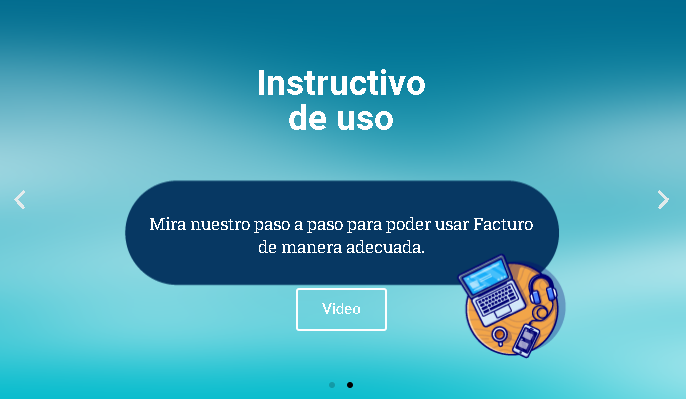 Instructivo
de uso
Mira nuestro paso a paso para poder usar Facturo
de manera adecuada.
Video